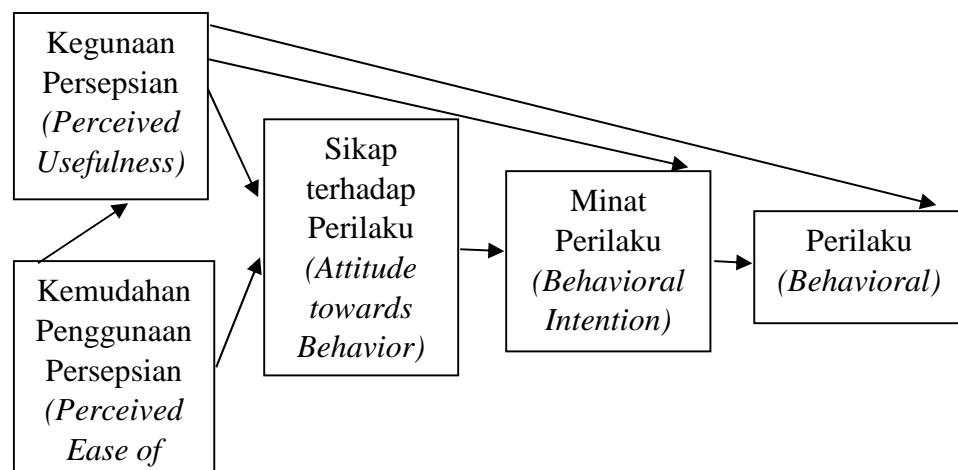 Kegunaan
Persepsian
(Perceived
Usefulness)
Kemudahan
Penggunaan
Persepsian
(Perceived
Ease of
Sikap
terhadap
Perilaku
(Attitude
towards
Behavior)
Minat
Perilaku
(Behavioral
Intention)
Perilaku
(Behavioral)